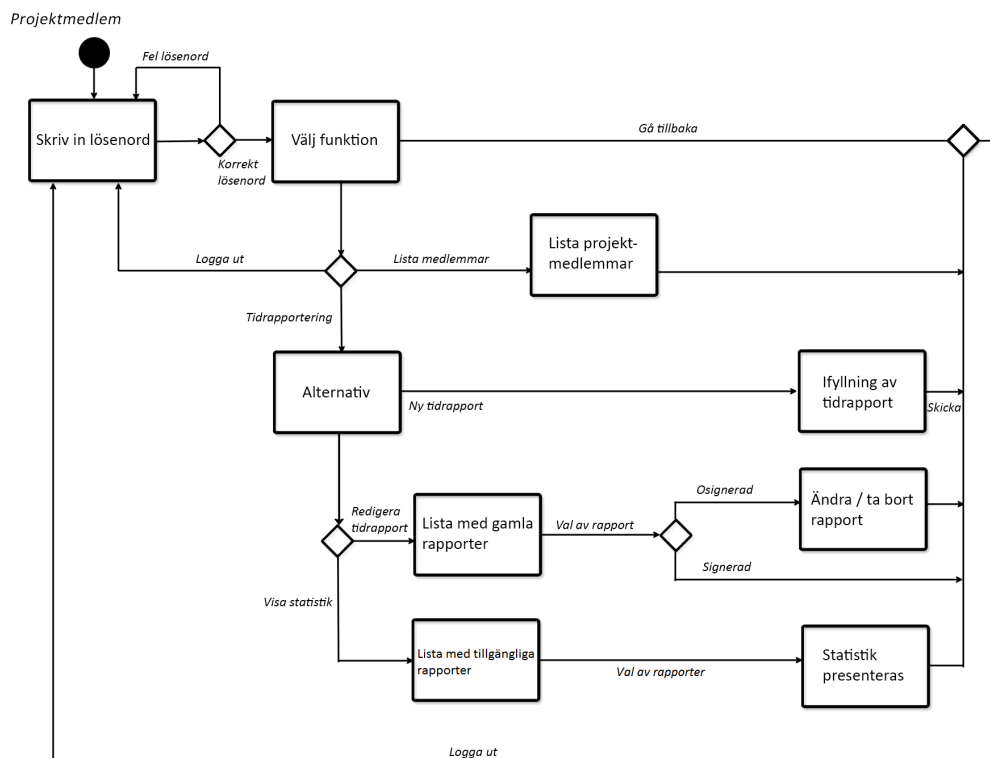 Projektmedlem
Fel lösenord
Skriv in lösenord
Välj funktion
Gå tillbaka
Korrekt
lösenord
Lista projekt-
medlemmar
Logga ut
Lista medlemmar
Tidrapportering
Alternativ
Ny tidrapport
Ifyllning av
tidrapport
Skicka
Redigera
tidrapport
Lista med gamla
rapporter
Val av rapport
Osignerad
Ändra / ta bort
rapport
Signerad
Visa statistik
Lista med tillgängliga
rapporter
Val av rapporter
Statistik
presenteras
Logga ut